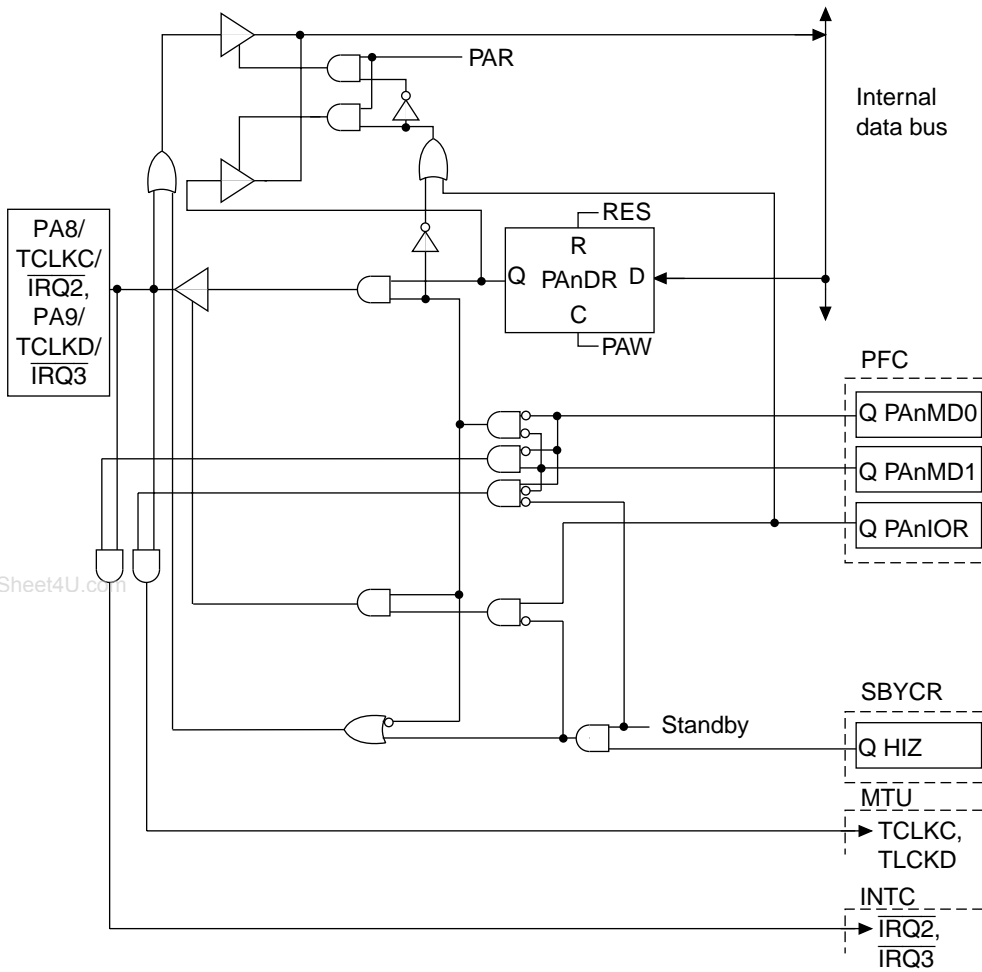 PAR
Internal
data bus
RES
R
Q PAnDR D
C
PAW
PA8/
TCLKC/
IRQ2,
PA9/
TCLKD/
IRQ3
PFC
Q PAnMD0
Q PAnMD1
Q PAnIOR
Sheet4U.com
SBYCR
Standby
Q HIZ
MTU
TCLKC,
TLCKD
INTC
IRQ2,
IRQ3